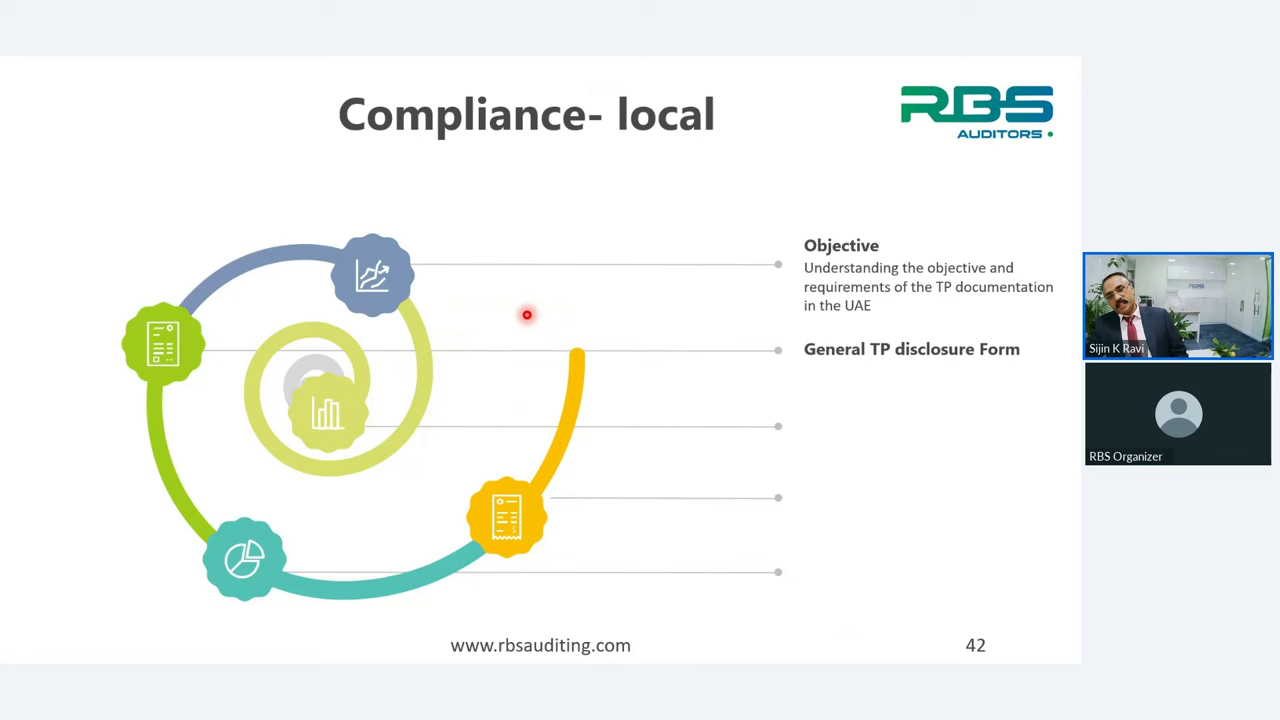 Compliance- local
RBS
AUDITORS
Objective
Understanding the objective and
requirements of the TP documentation
in the UAE
General TP disclosure Form
RBS
Sijin K Ravi
RBS Organizer
www.rbsauditing.com
42